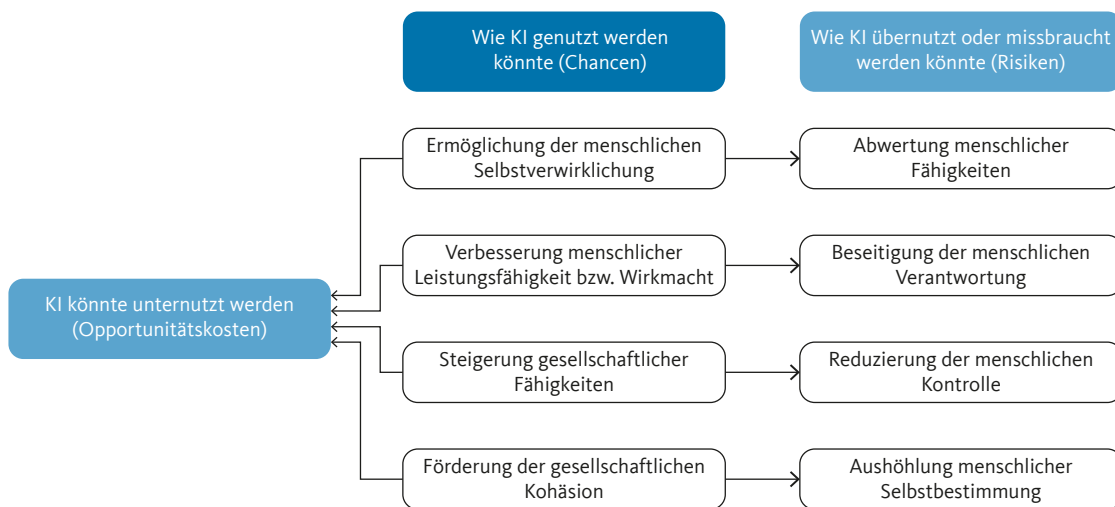 Wie KI genutzt werden
könnte (Chancen)
Wie KI übernutzt oder missbraucht
werden könnte (Risiken)
Ermöglichung der menschlichen
Selbstverwirklichung
Abwertung menschlicher
Fähigkeiten
Verbesserung menschlicher
Leistungsfähigkeit bzw. Wirkmacht
Beseitigung der menschlichen
Verantwortung
KI könnte unternutzt werden
(Opportunitätskosten)
Steigerung gesellschaftlicher
Fähigkeiten
Reduzierung der menschlichen
Kontrolle
Förderung der gesellschaftlichen
Kohäsion
Aushöhlung menschlicher
Selbstbestimmung